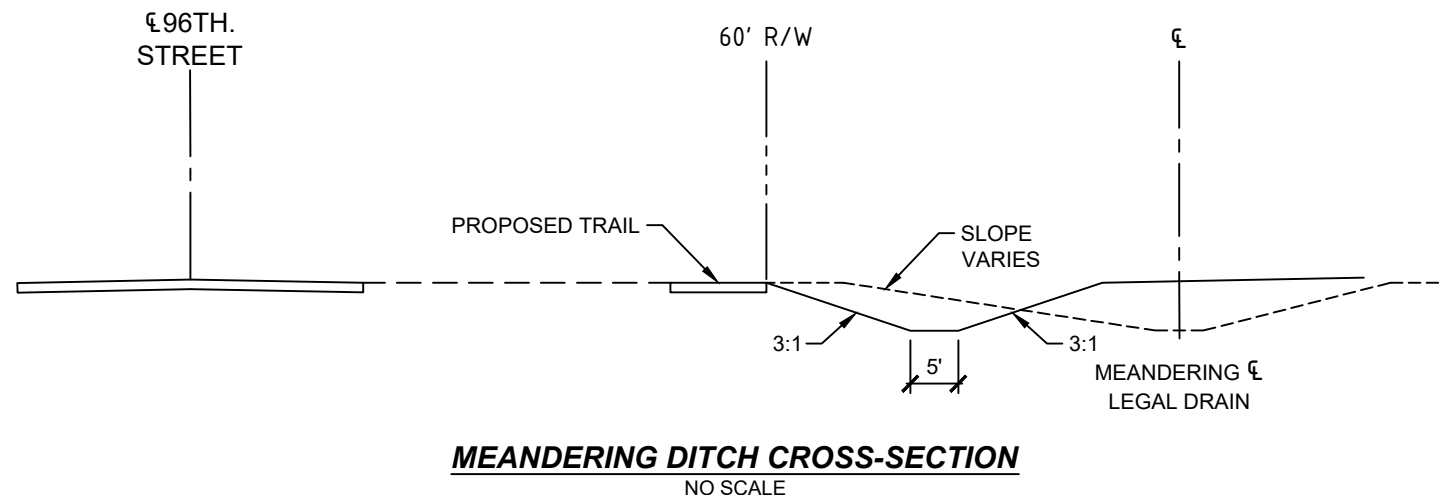 ℄96TH.
STREET
60' R/W
℄
PROPOSED TRAIL
SLOPE
VARIES
3:1
5'
3:1
MEANDERING ℄
LEGAL DRAIN
MEANDERING DITCH CROSS-SECTION
NO SCALE